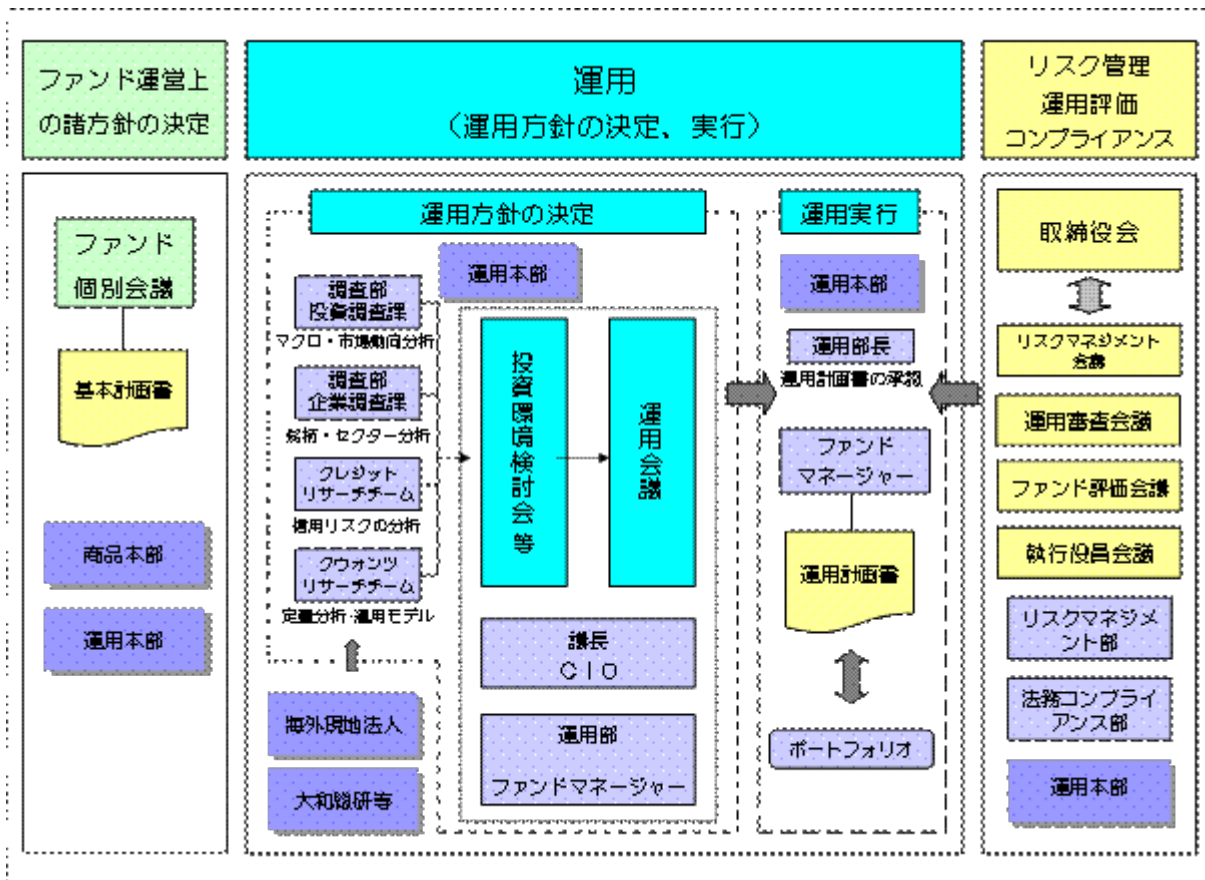 ファンド運営上
の諸方針の決定
ファンド
個別会議
基本計画書
商品本部
運用本部
運用
（運用方針の決定、実行）
運用方針の決定
運用本部
調査部
投資調査課
マクロ・市場動向分析
調査部
企業調査課
銘柄・セクター分析
クレジット
リサーチチーム
信用リスクの分析
クウォンツ
リサーチチーム
定量分析・運用モデル
海外現地法人
大和総研等
投資環境検討会等
運用会議
議長
ＣＩＯ
運用部
ファンドマネージャー
運用実行
運用本部
運用部長
運用計画書の承認
ファンド
マネージャー
運用計画書
ポートフォリオ
リスク管理
運用評価
コンプライアンス
取締役会
リスクマネジメント
会議
運用審査会議
ファンド評価会議
執行役員会議
リスクマネジメ
ント部
法務コンプラ
イアンス部
運用本部